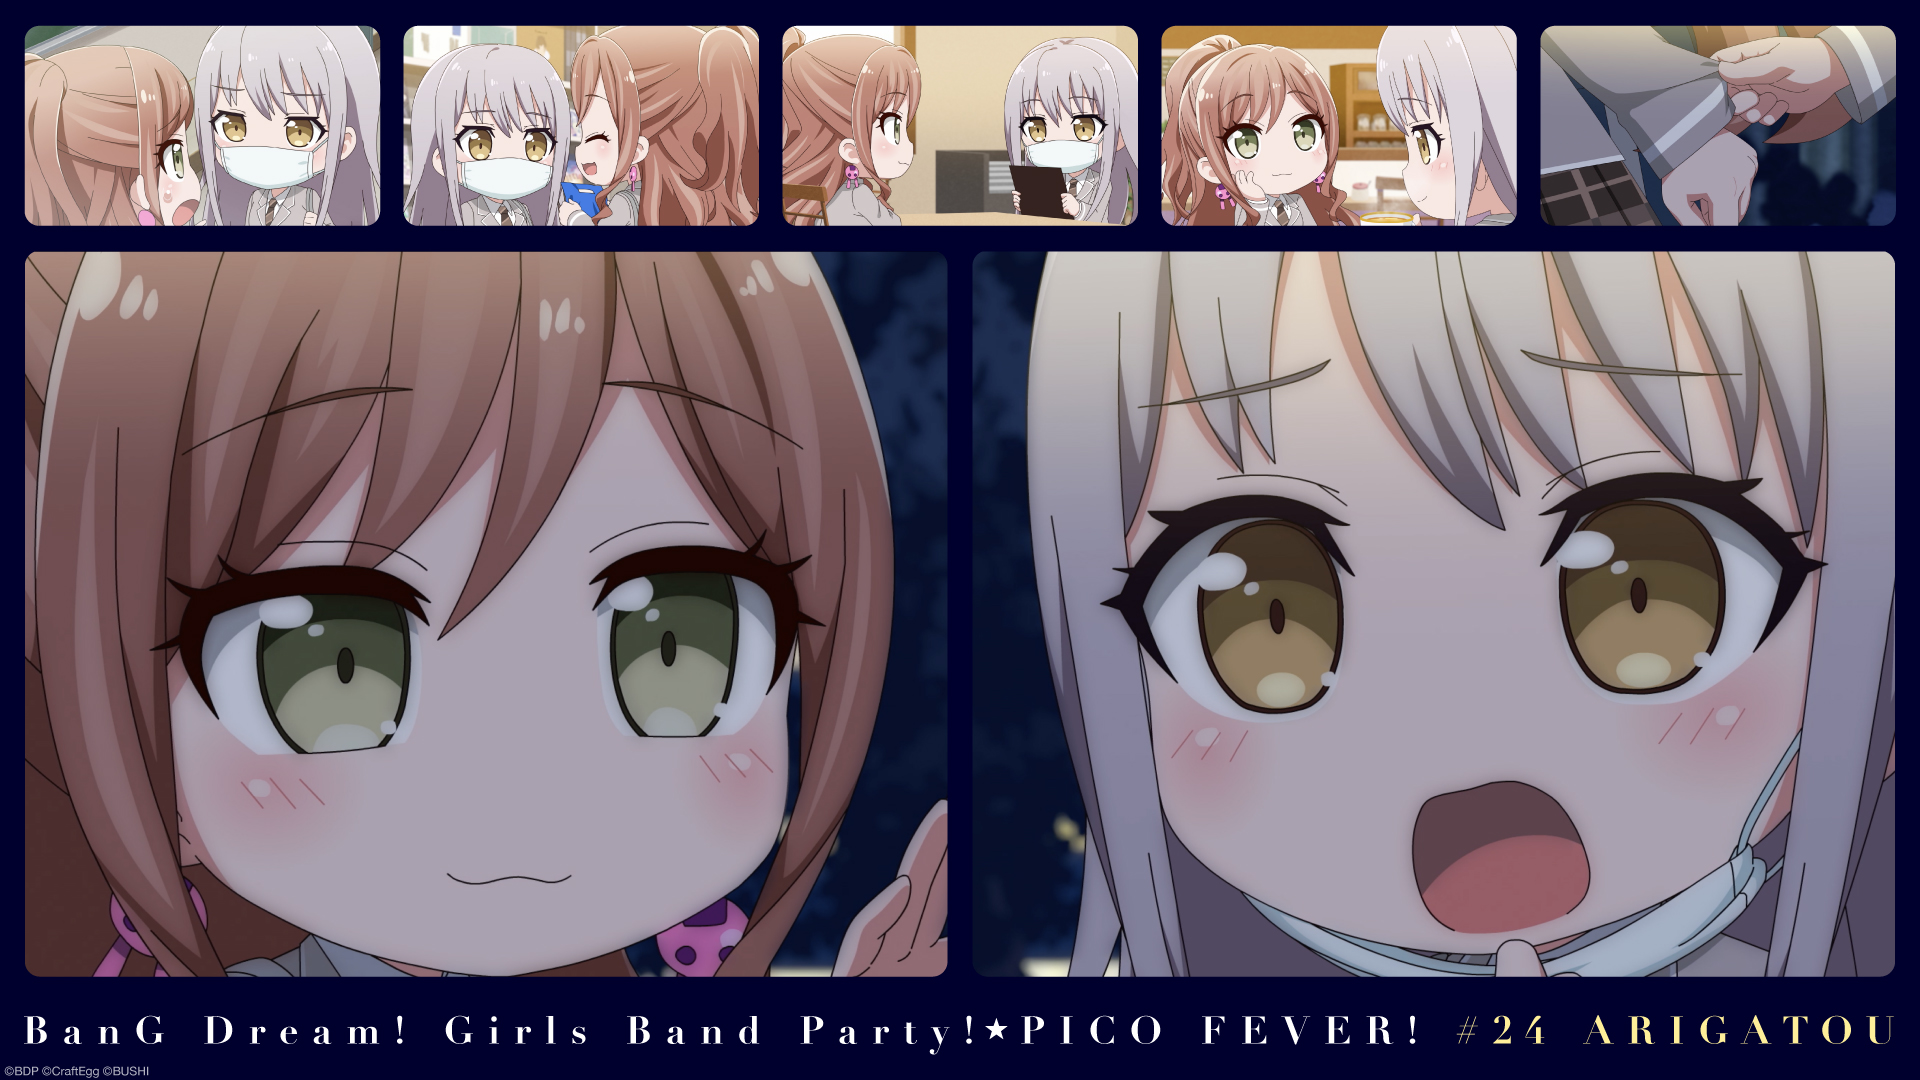 BanG Dream! Girls Band Party!★PICO FEVER! #24 ARIGATOU
©BDP ©CraftEgg ©BUSHI